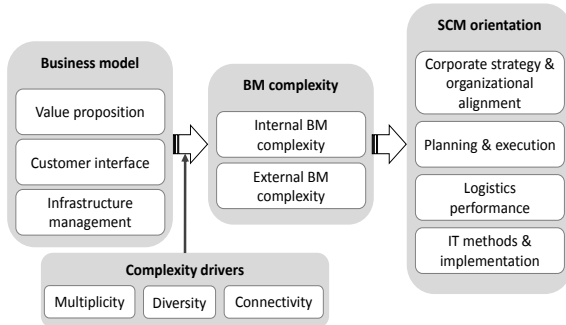 Business model
Value proposition
Customer interface
Infrastructure
management
BM complexity
Internal BM
complexity
External BM
complexity
SCM orientation
Corporate strategy &
organizational
alignment
Planning & execution
Logistics
performance
IT methods &
implementation
Complexity drivers
Multiplicity
Diversity
Connectivity